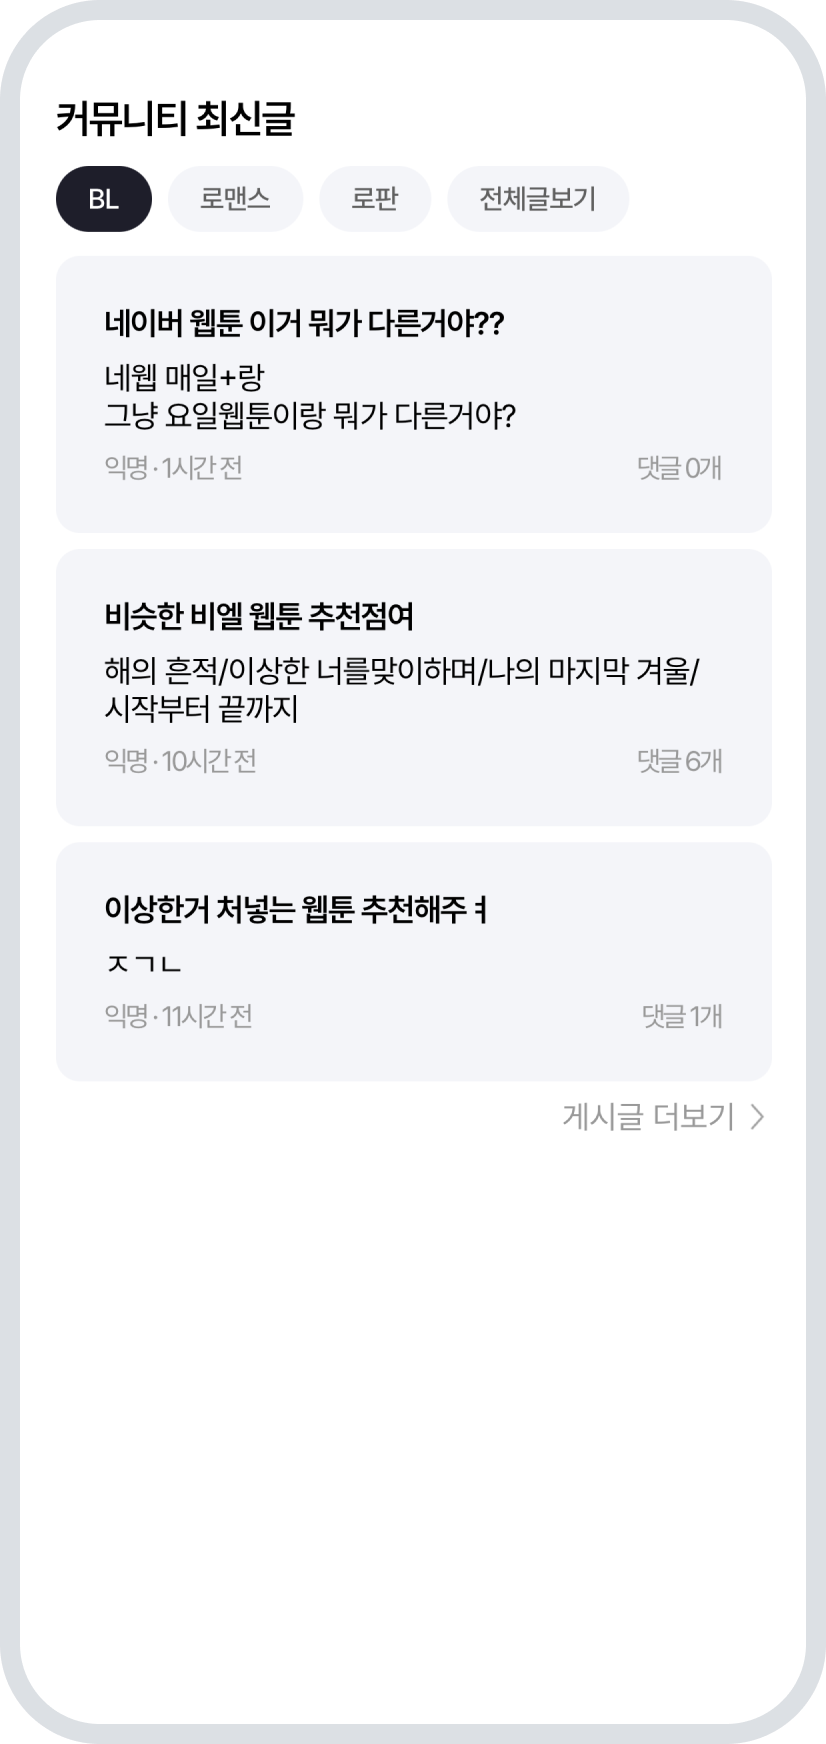 커뮤니티 최신글
BL 로맨스 로판 전체글보기
네이버 웹툰 이거 뭐가 다른거야??
네웹 매일+랑
그냥 요일웹툰이랑 뭐가 다른거야?
익명 · 1시간 전 댓글 0개
비슷한 비엘 웹툰 추천점여
해의 흔적/이상한 너를맞이하며/나의 마지막 겨울/
시작부터 끝까지
익명 · 10시간 전 댓글 6개
이상한거 처넣는 웹툰 추천해주ㅕ
ㅈㄱㄴ
익명 · 11시간 전 댓글 1개
게시글 더보기